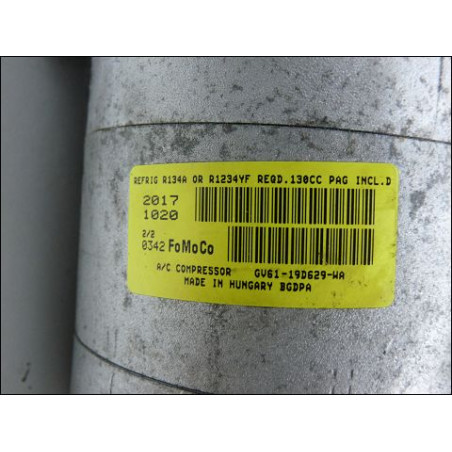 REFRIG R134A OR R1234YF REQD.130CC PAG INCL.D
2017
1020
2/2
0342 FoMoCo
A/C COMPRESSOR GV61-19D629-WA
MADE IN HUNGARY BGDPA